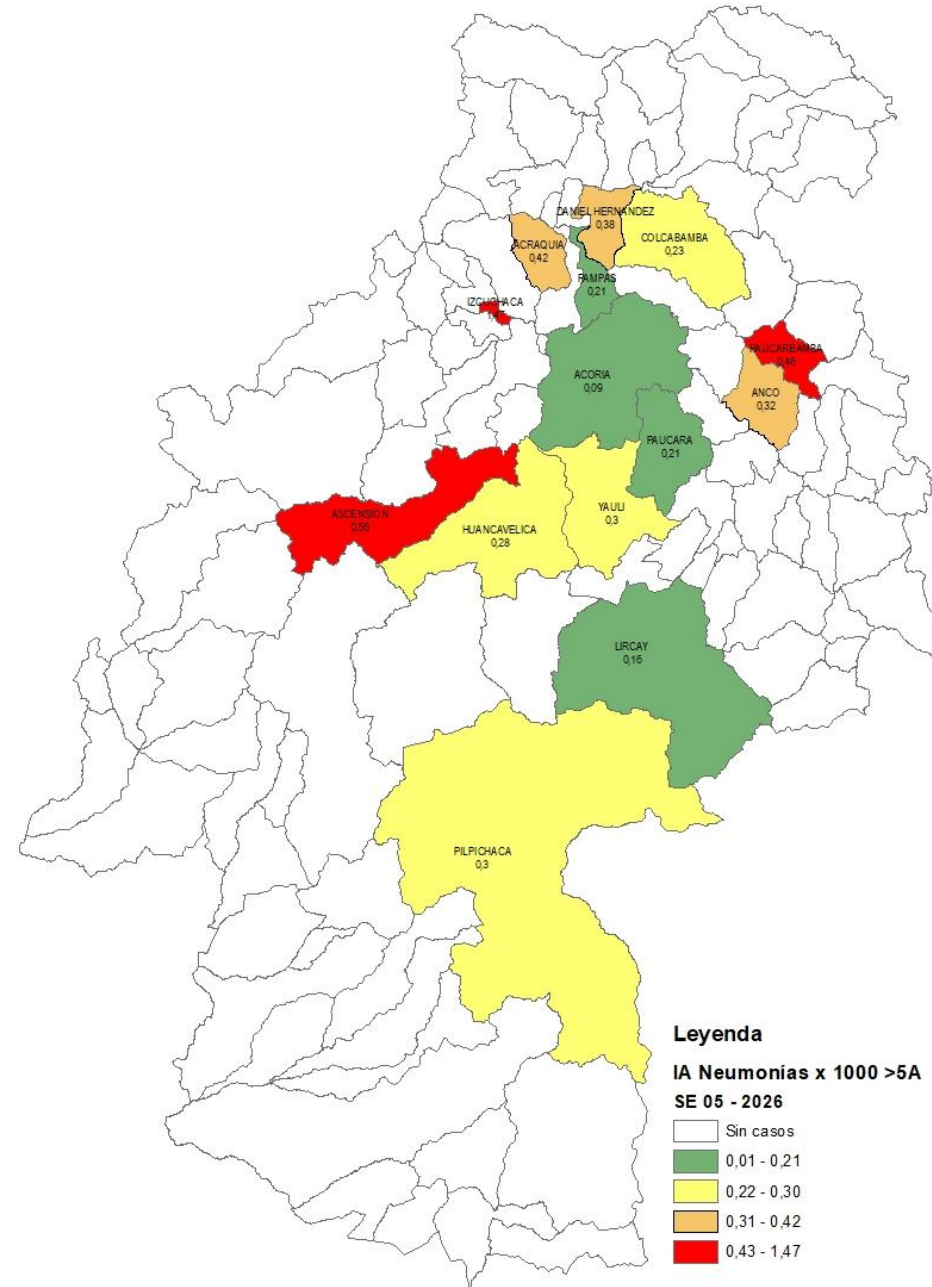 DANIEL HERNANDEZ
0,38
COLCABAMBA
0,23
ACRAQUIA
0,42
PAMPAS
0,21
IZCUCHACA
1,47
PAUCARBAMBA
0,46
ACORIA
0,09
ANCO
0,32
PAUCARA
0,21
ASCENSION
0,56
HUANCAVELICA
0,28
YAULI
0,3
LIRCAY
0,16
PILPICHACA
0,3
Leyenda
IA Neumonías x 1000 >5A
SE 05 - 2026
Sin casos
0,01 - 0,21
0,22 - 0,30
0,31 - 0,42
0,43 - 1,47